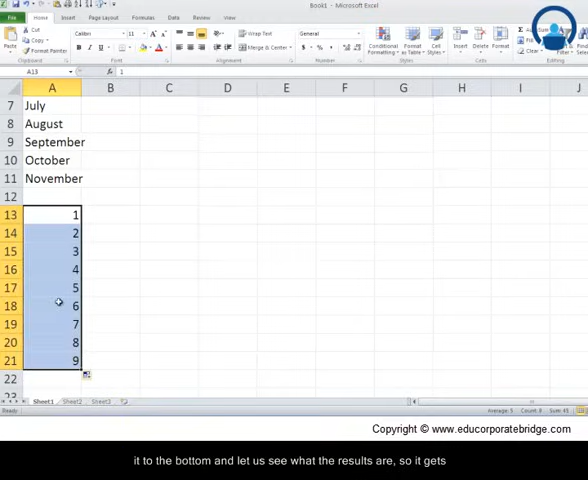 Book1 - Microsoft Excel
File Home Insert Page Layout Formulas Data Review View
Cut
Copy
Format Painter
Paste
Clipboard
Calibri 11
B I U
Font
Wrap Text
Merge & Center
Alignment
General
$ % ,
Number
Conditional Formatting
Format as Table
Cell Styles
Styles
Insert Delete Format
Cells
Fill
Editing
A13 1
A B C D E F G H I J
7 July
8 August
9 September
10 October
11 November
12
13 1
14 2
15 3
16 4
17 5
18 6
19 7
20 8
21 9
22
23
Sheet1 Sheet2 Sheet3
Ready Average: 5 Count: 9 Sum: 45
Copyright © www.educorporatebridge.com
it to the bottom and let us see what the results are, so it gets